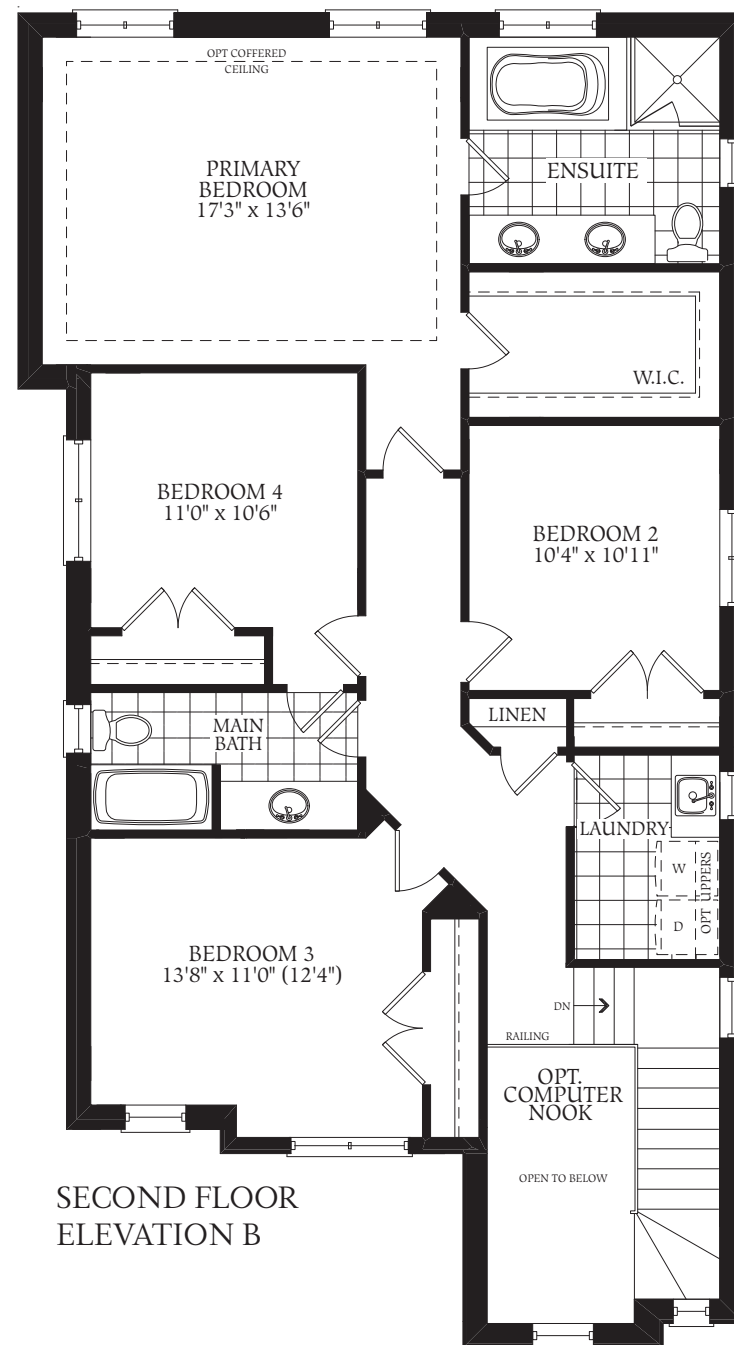 OPT COFFERED
CEILING
PRIMARY
BEDROOM
17'3" x 13'6"
ENSUITE
W.I.C.
BEDROOM 4
11'0" x 10'6"
BEDROOM 2
10'4" x 10'11"
LINEN
MAIN
BATH
LAUNDRY
W
D
OPT UPPERS
BEDROOM 3
13'8" x 11'0" (12'4")
DN
RAILING
OPT.
COMPUTER
NOOK
OPEN TO BELOW
SECOND FLOOR
ELEVATION B